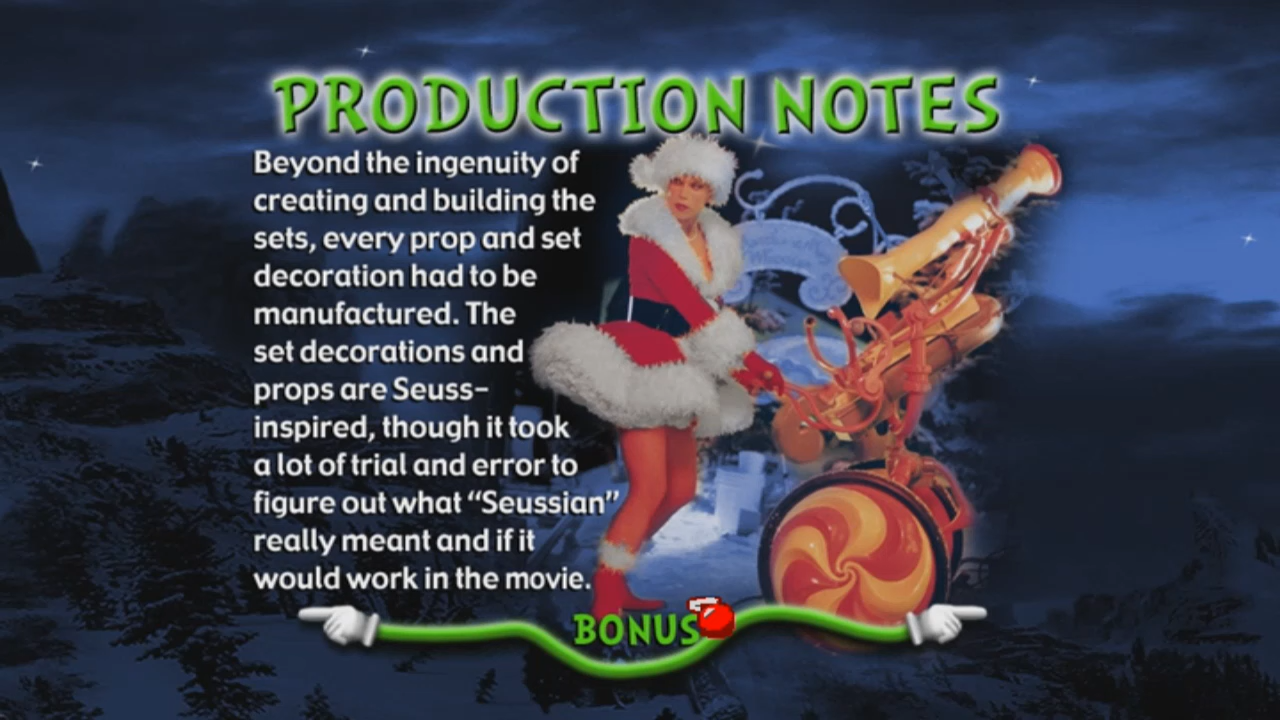 PRODUCTION NOTES
Beyond the ingenuity of
creating and building the
sets, every prop and set
decoration had to be
manufactured. The
set decorations and
props are Seuss-
inspired, though it took
a lot of trial and error to
figure out what “Seussian”
really meant and if it
would work in the movie.
BONUS